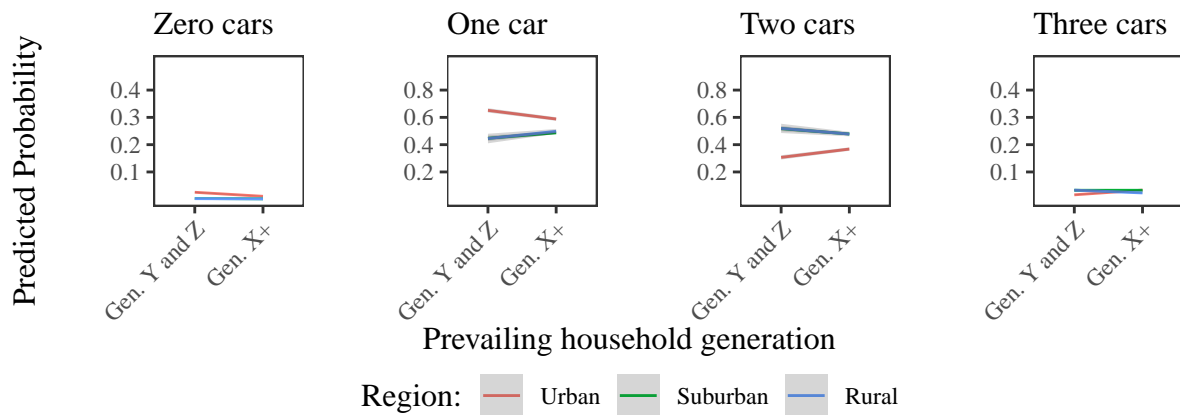 Zero cars
One car
Two cars
Three cars
Predicted Probability
0.4
0.3
0.2
0.1
0.8
0.6
0.4
0.2
0.8
0.6
0.4
0.2
0.4
0.3
0.2
0.1
Gen. Y and Z
Gen. X+
Gen. Y and Z
Gen. X+
Gen. Y and Z
Gen. X+
Gen. Y and Z
Gen. X+
Prevailing household generation
Region: Urban Suburban Rural